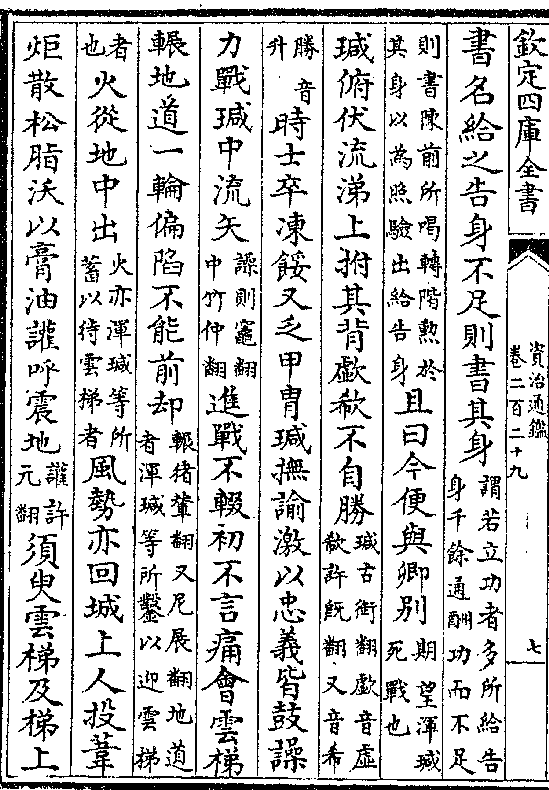 欽定四庫全書
資治通鑑
卷二百二十九
七
書名給之告身不足則書其身謂若立功者多所給告身千餘通酬功而不足
則書陳前所喝轉階勲於其身以為照驗出給告身且曰今便與卿别期望渾瑊死戰也
瑊俯伏流涕上拊其背歔欷不自勝瑊古銜翻歔音虛欷許旣翻又音希
勝音升時士卒凍餒又乏甲胄瑊撫諭激以忠義皆鼓譟
力戰瑊中流矢譟則竈翻中竹仲翻進戰不輟初不言痛會雲梯
輾地道一輪偏陷不能前却輾猪輦翻又尼展翻地道者渾瑊等所鑿以迎雲梯
者也火從地中出火亦渾瑊等所蓄以待雲梯者風勢亦回城上人投葦
炬散松脂沃以膏油讙呼震地讙許元翻須臾雲梯及梯上